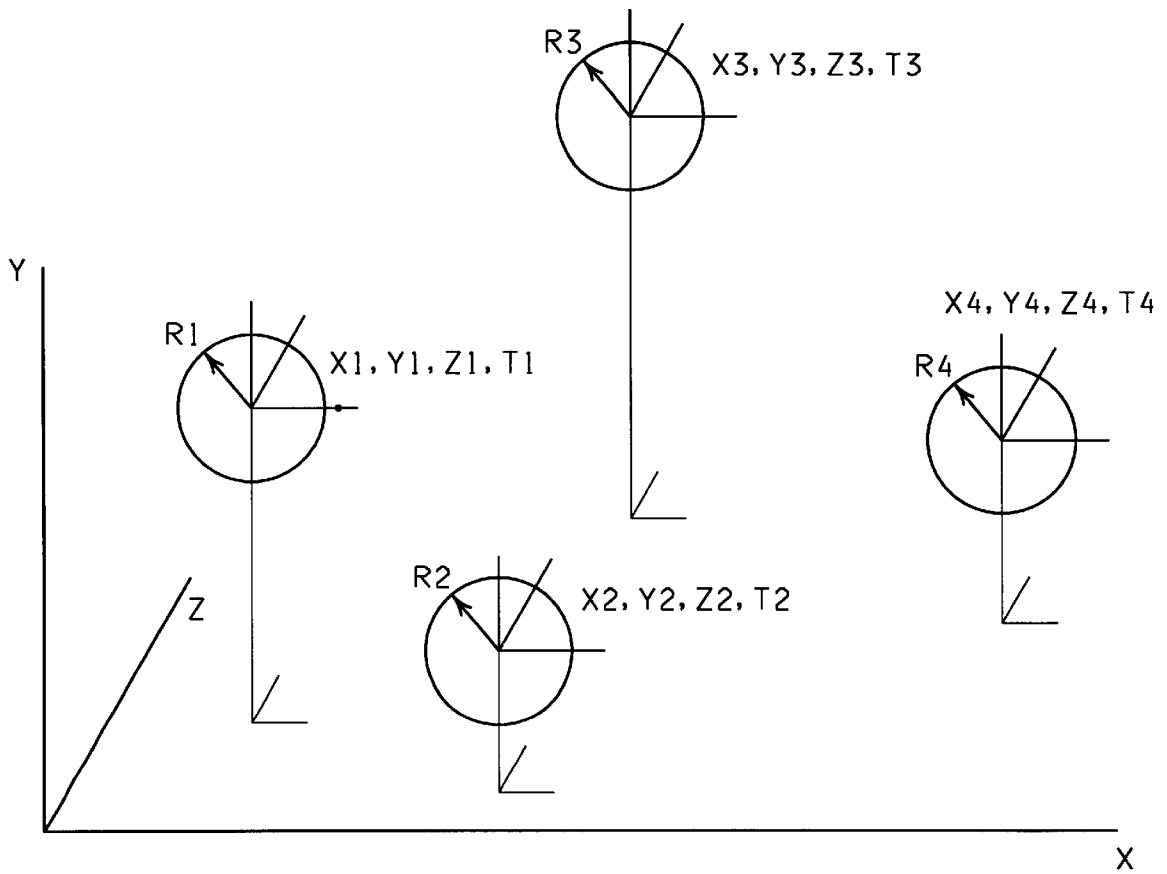 R3
X3, Y3, Z3, T3
Y
X4, Y4, Z4, T4
R1
X1, Y1, Z1, T1
R4
R2
X2, Y2, Z2, T2
Z
X